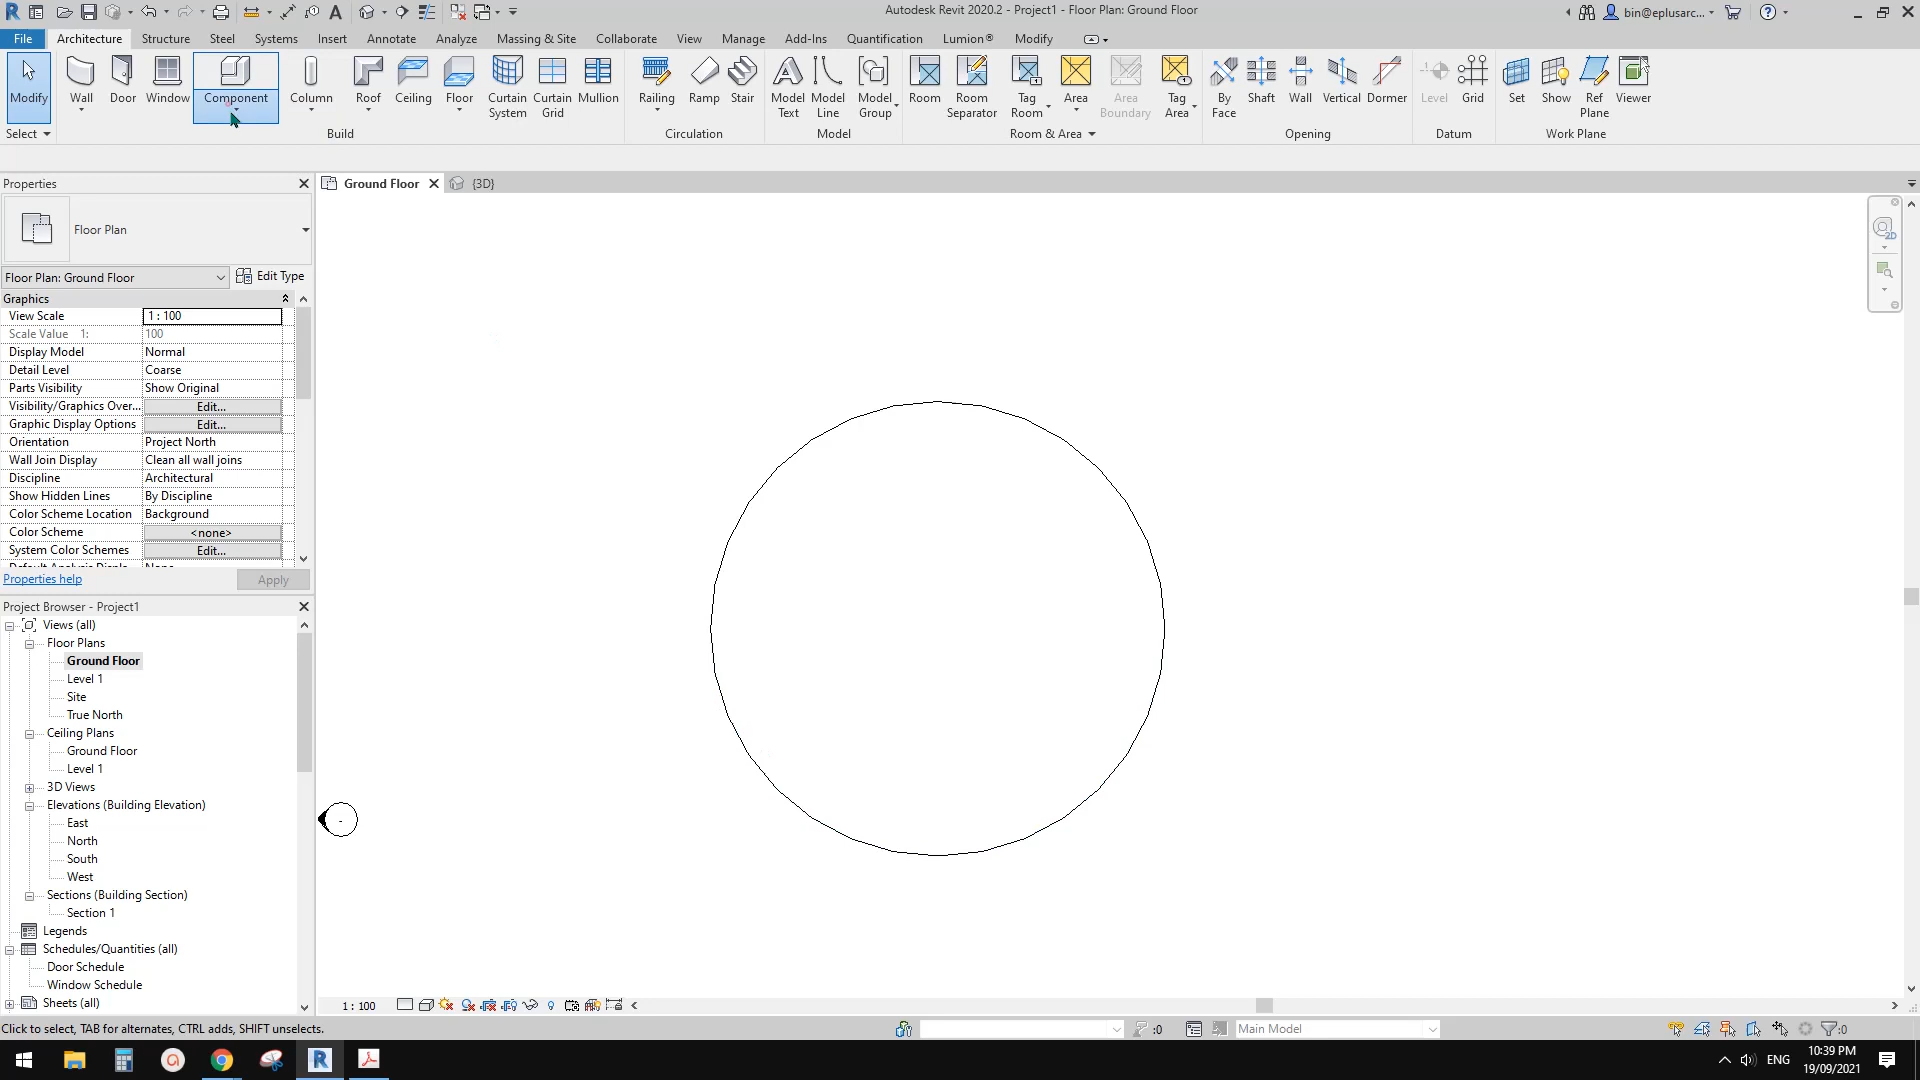 Autodesk Revit 2020.2 - Project1 - Floor Plan: Ground Floor
bin@eplusarc...
File Architecture Structure Steel Systems Insert Annotate Analyze Massing & Site Collaborate View Manage Add-Ins Quantification Lumion® Modify
Modify Wall Door Window Component Column Roof Ceiling Floor Curtain System Curtain Grid Mullion Railing Ramp Stair Model Text Model Line Model Group Room Room Separator Tag Room Area Area Boundary Tag Area By Face Shaft Wall Vertical Dormer Level Grid Set Show Ref Plane Viewer
Select Build Circulation Model Room & Area Opening Datum Work Plane
Properties
Ground Floor {3D}
Floor Plan
2D
Floor Plan: Ground Floor Edit Type
Graphics
View Scale 1 : 100
Scale Value 1: 100
Display Model Normal
Detail Level Coarse
Parts Visibility Show Original
Visibility/Graphics Over... Edit...
Graphic Display Options Edit...
Orientation Project North
Wall Join Display Clean all wall joins
Discipline Architectural
Show Hidden Lines By Discipline
Color Scheme Location Background
Color Scheme <none>
System Color Schemes Edit...
Properties help Apply
Project Browser - Project1
Views (all)
Floor Plans
Ground Floor
Level 1
Site
True North
Ceiling Plans
Ground Floor
Level 1
3D Views
Elevations (Building Elevation)
East
North
South
West
Sections (Building Section)
Section 1
Legends
Schedules/Quantities (all)
Door Schedule
Window Schedule
Sheets (all)
1 : 100
Click to select, TAB for alternates, CTRL adds, SHIFT unselects.
:0
Main Model
:0
ENG
10:39 PM
19/09/2021